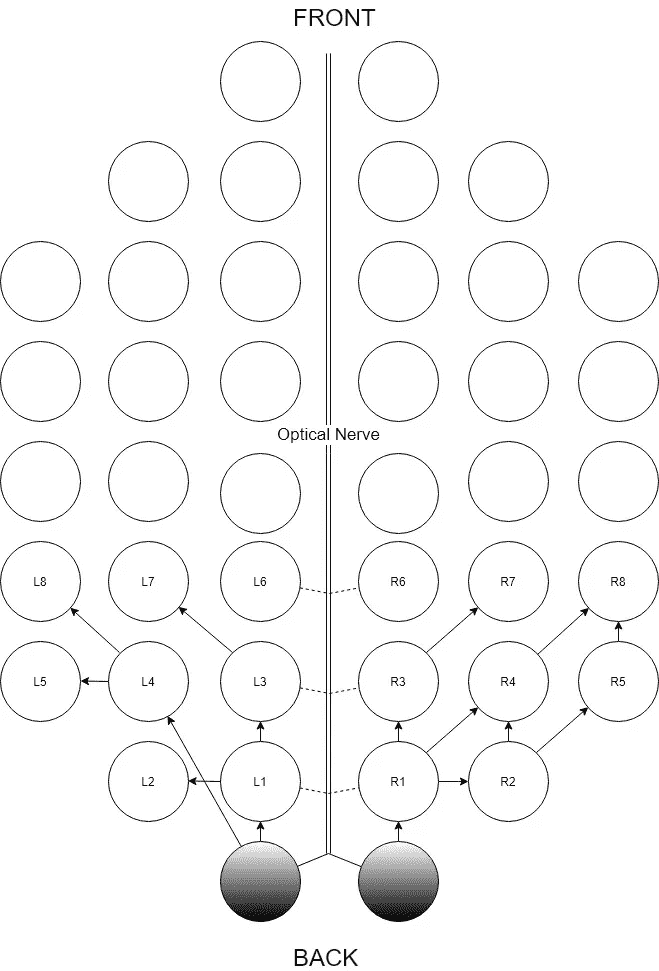 FRONT
Optical Nerve
L8 L7 L6 R6 R7 R8
L5 L4 L3 R3 R4 R5
L2 L1 R1 R2
BACK